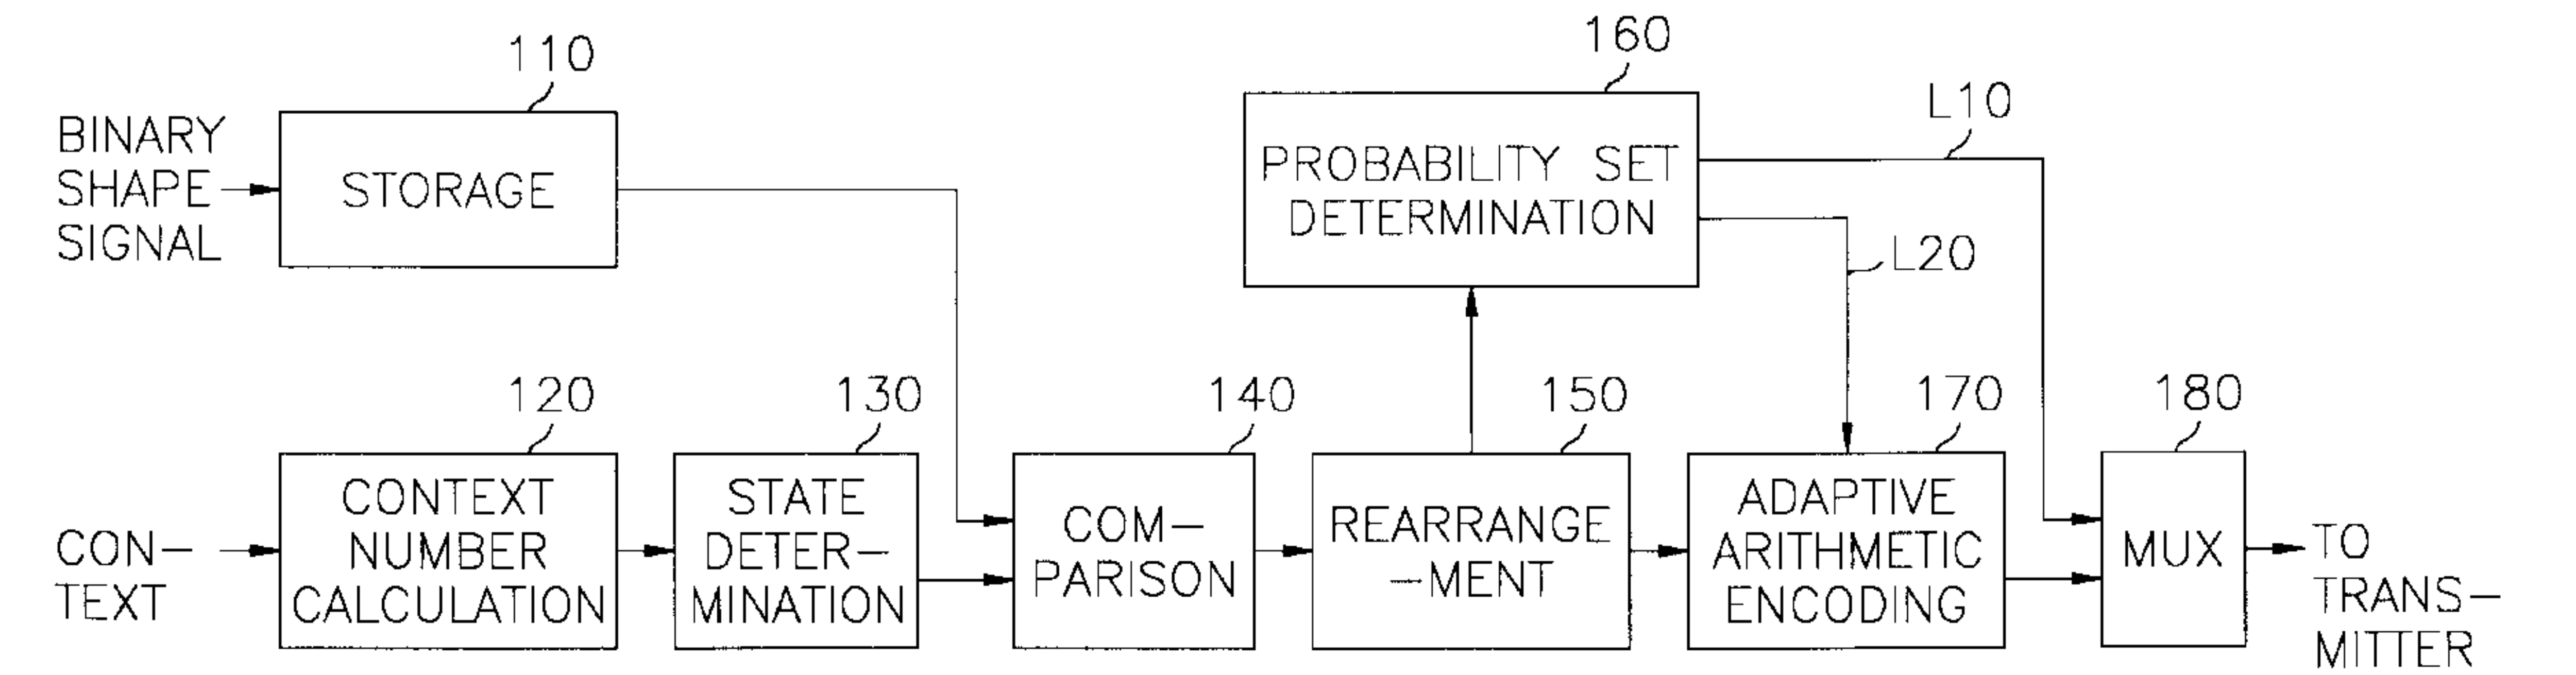 110
BINARY
SHAPE
SIGNAL
STORAGE
160
PROBABILITY SET
DETERMINATION
L10
L20
120
CON-
TEXT
CONTEXT
NUMBER
CALCULATION
130
STATE
DETER-
MINATION
140
COM-
PARISON
150
REARRANGE
-MENT
170
ADAPTIVE
ARITHMETIC
ENCODING
180
MUX
TO
TRANS-
MITTER